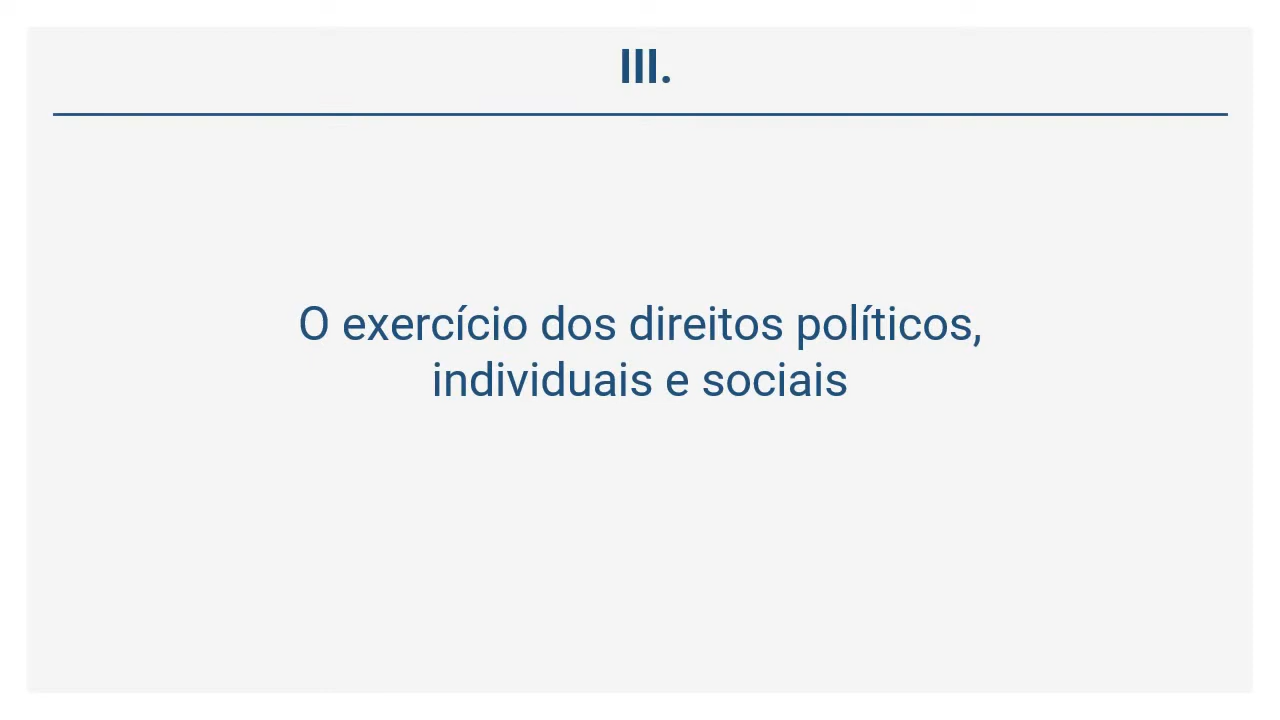 III.
O exercício dos direitos políticos,
individuais e sociais